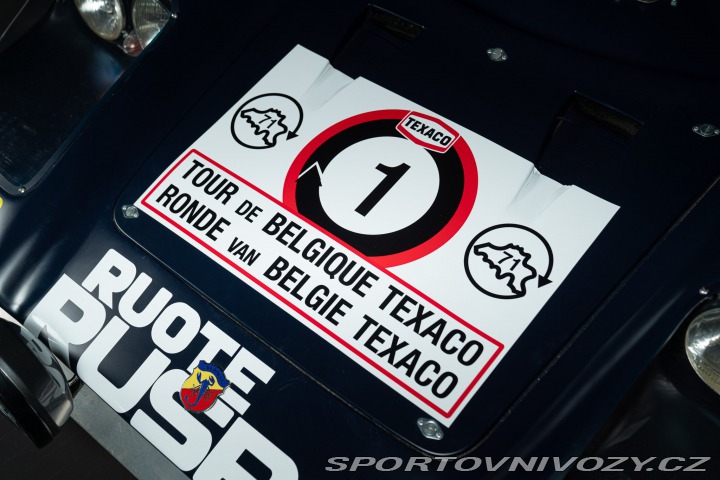 TEXACO
71
1
71
TOUR DE BELGIQUE TEXACO
RONDE VAN BELGIE TEXACO
RUOTE
SPORTOVNIVOZY.CZ